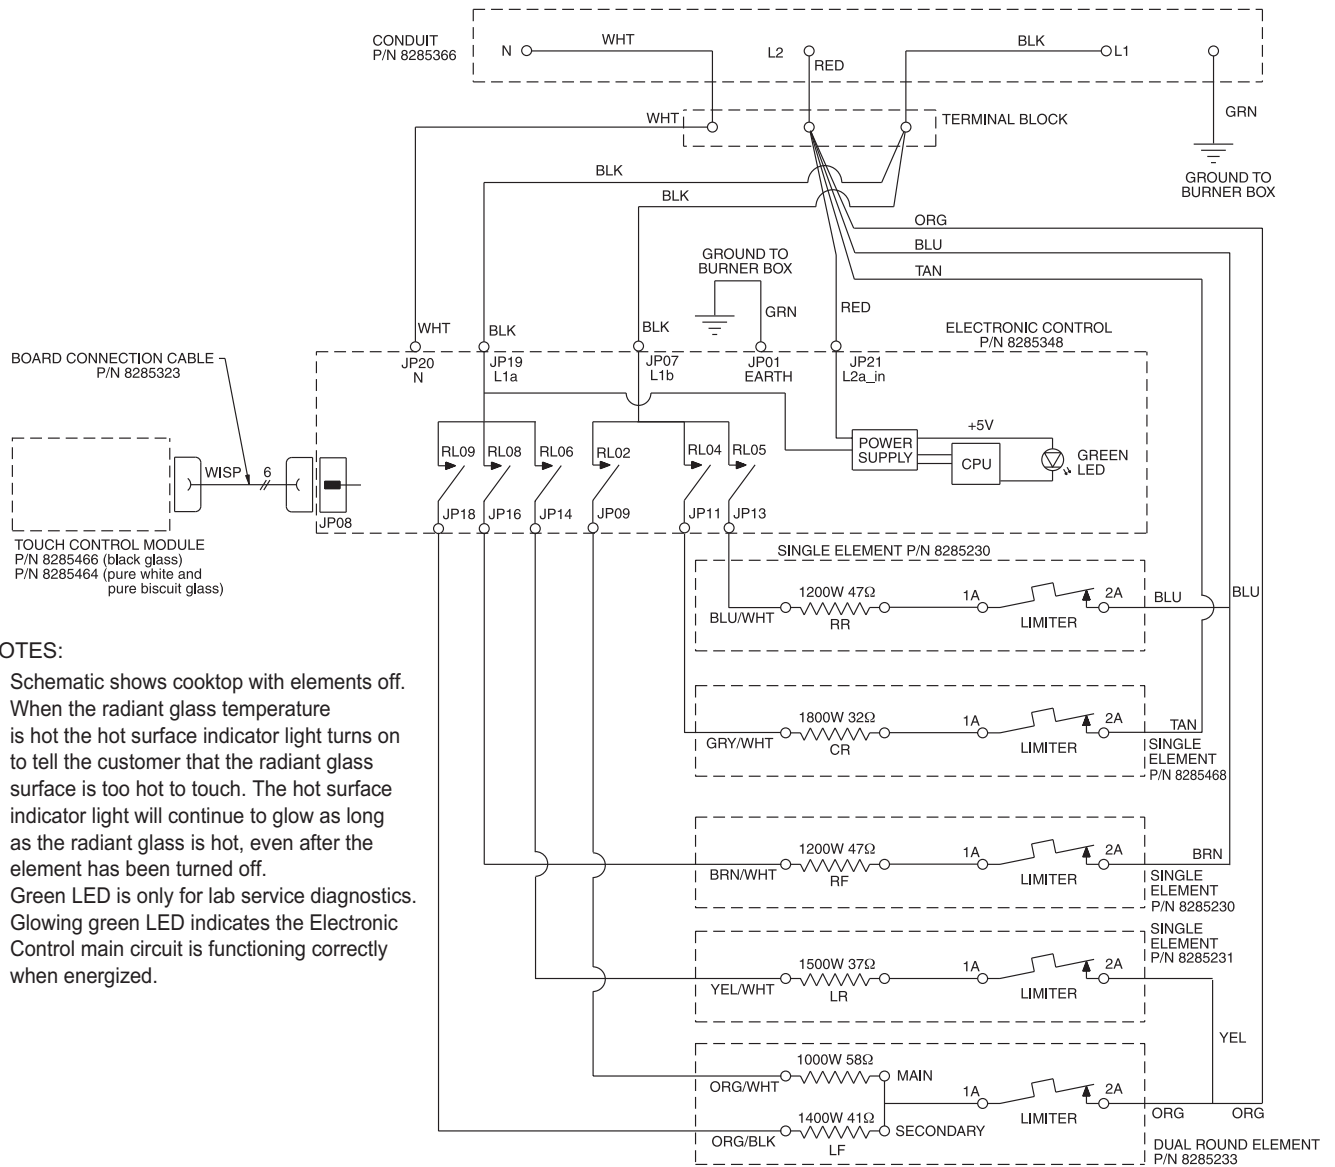 CONDUIT
P/N 8285366
N
WHT
L2
RED
BLK
L1
GRN
GROUND TO
BURNER BOX
WHT
TERMINAL BLOCK
BLK
BLK
ORG
BLU
TAN
GROUND TO
BURNER BOX
GRN
RED
WHT
BLK
BLK
ELECTRONIC CONTROL
P/N 8285348
BOARD CONNECTION CABLE
P/N 8285323
JP20
N
JP19
L1a
JP07
L1b
JP01
EARTH
JP21
L2a_in
RL09
RL08
RL06
RL02
RL04
RL05
POWER
SUPPLY
+5V
CPU
GREEN
LED
WISP
6
JP08
JP18
JP16
JP14
JP09
JP11
JP13
TOUCH CONTROL MODULE
P/N 8285466 (black glass)
P/N 8285464 (pure white and
pure biscuit glass)
SINGLE ELEMENT P/N 8285230
1200W 47Ω
RR
BLU/WHT
1A
LIMITER
2A
BLU
BLU
1800W 32Ω
CR
GRY/WHT
1A
LIMITER
2A
TAN
SINGLE
ELEMENT
P/N 8285468
1200W 47Ω
RF
BRN/WHT
1A
LIMITER
2A
BRN
SINGLE
ELEMENT
P/N 8285230
SINGLE
ELEMENT
P/N 8285231
1500W 37Ω
LR
YEL/WHT
1A
LIMITER
2A
YEL
1000W 58Ω
MAIN
ORG/WHT
1400W 41Ω
SECONDARY
ORG/BLK
LF
1A
LIMITER
2A
ORG
ORG
DUAL ROUND ELEMENT
P/N 8285233
OTES:
Schematic shows cooktop with elements off.
When the radiant glass temperature
is hot the hot surface indicator light turns on
to tell the customer that the radiant glass
surface is too hot to touch. The hot surface
indicator light will continue to glow as long
as the radiant glass is hot, even after the
element has been turned off.
Green LED is only for lab service diagnostics.
Glowing green LED indicates the Electronic
Control main circuit is functioning correctly
when energized.